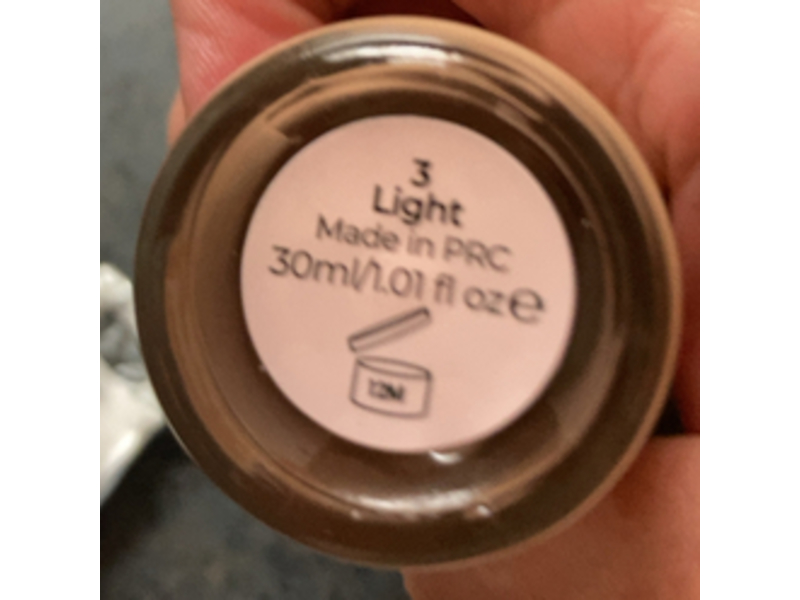 3
Light
Made in PRC
30ml/1.01 fl oz℮
12M